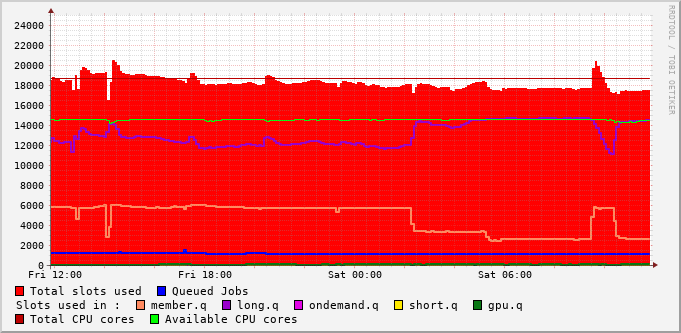 24000
22000
20000
18000
16000
14000
12000
10000
8000
6000
4000
2000
0
Fri 12:00 Fri 18:00 Sat 00:00 Sat 06:00
Total slots used Queued Jobs
Slots used in : member.q long.q ondemand.q short.q gpu.q
Total CPU cores Available CPU cores
RRDTOOL / TOBI OETIKER